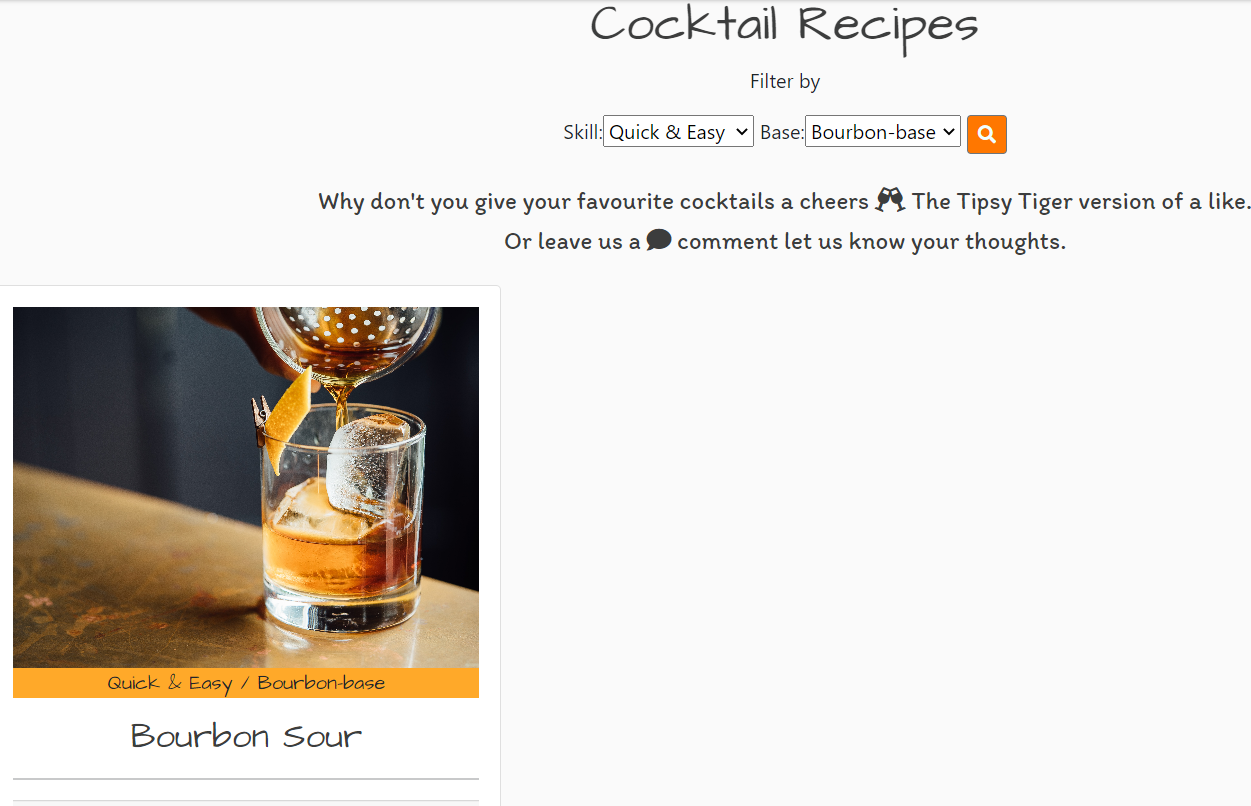 Cocktail Recipes
Filter by
Skill: Quick & Easy Base: Bourbon-base
Why don't you give your favourite cocktails a cheers The Tipsy Tiger version of a like.
Or leave us a comment let us know your thoughts.
Quick & Easy / Bourbon-base
Bourbon Sour